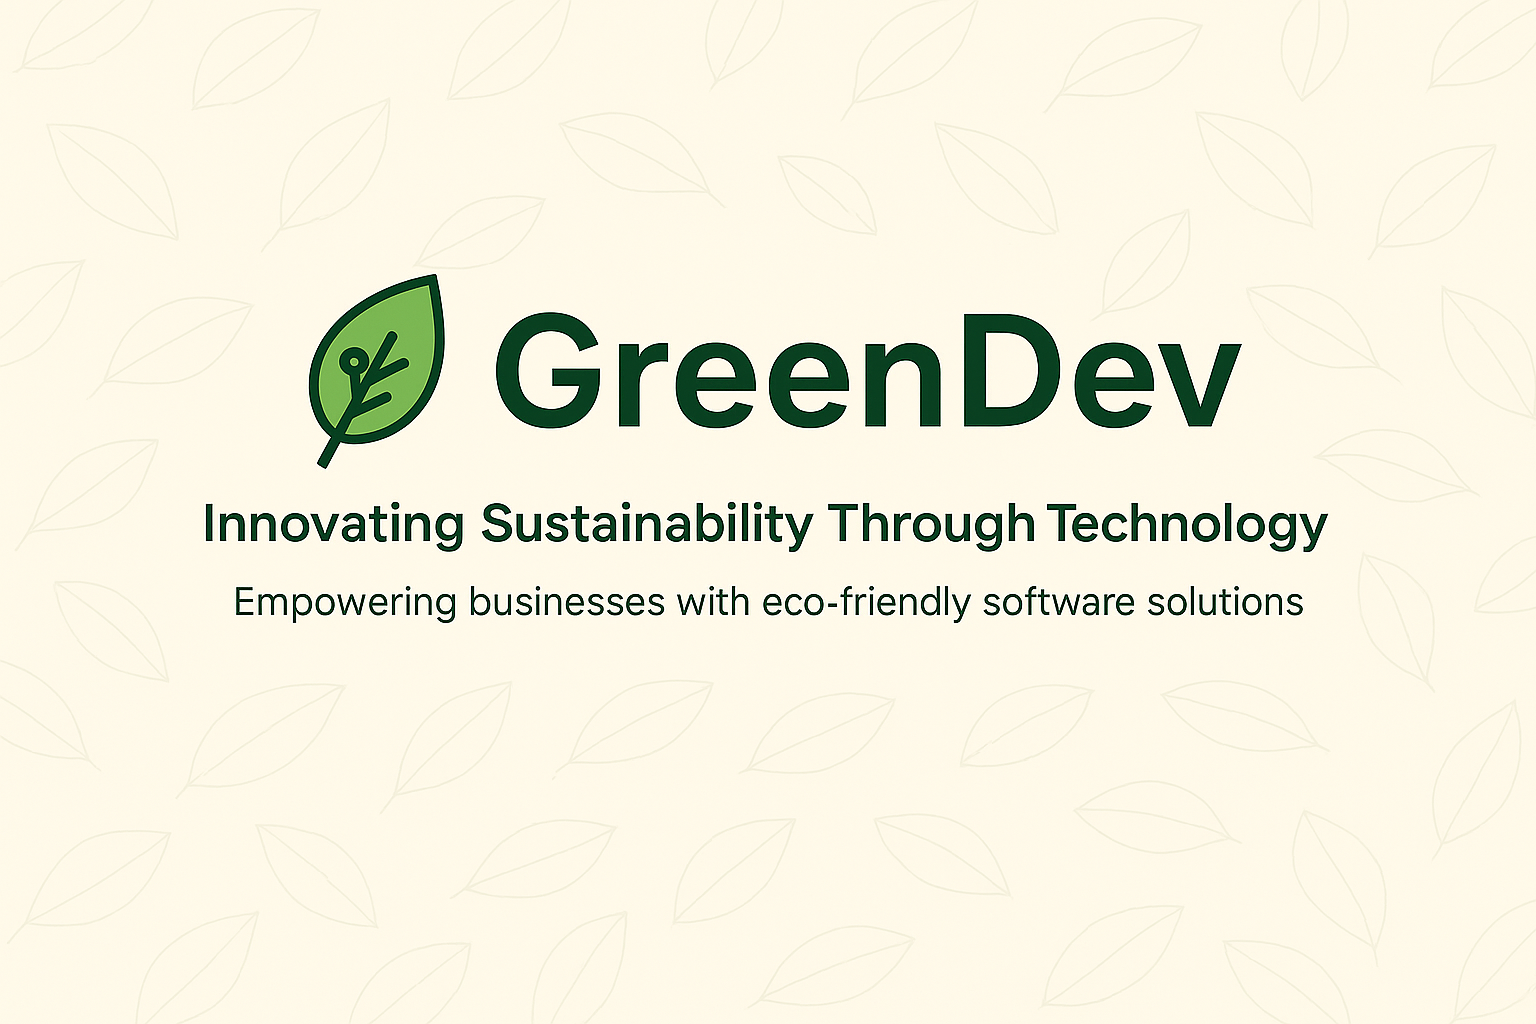 GreenDev
Innovating Sustainability Through Technology
Empowering businesses with eco-friendly software solutions